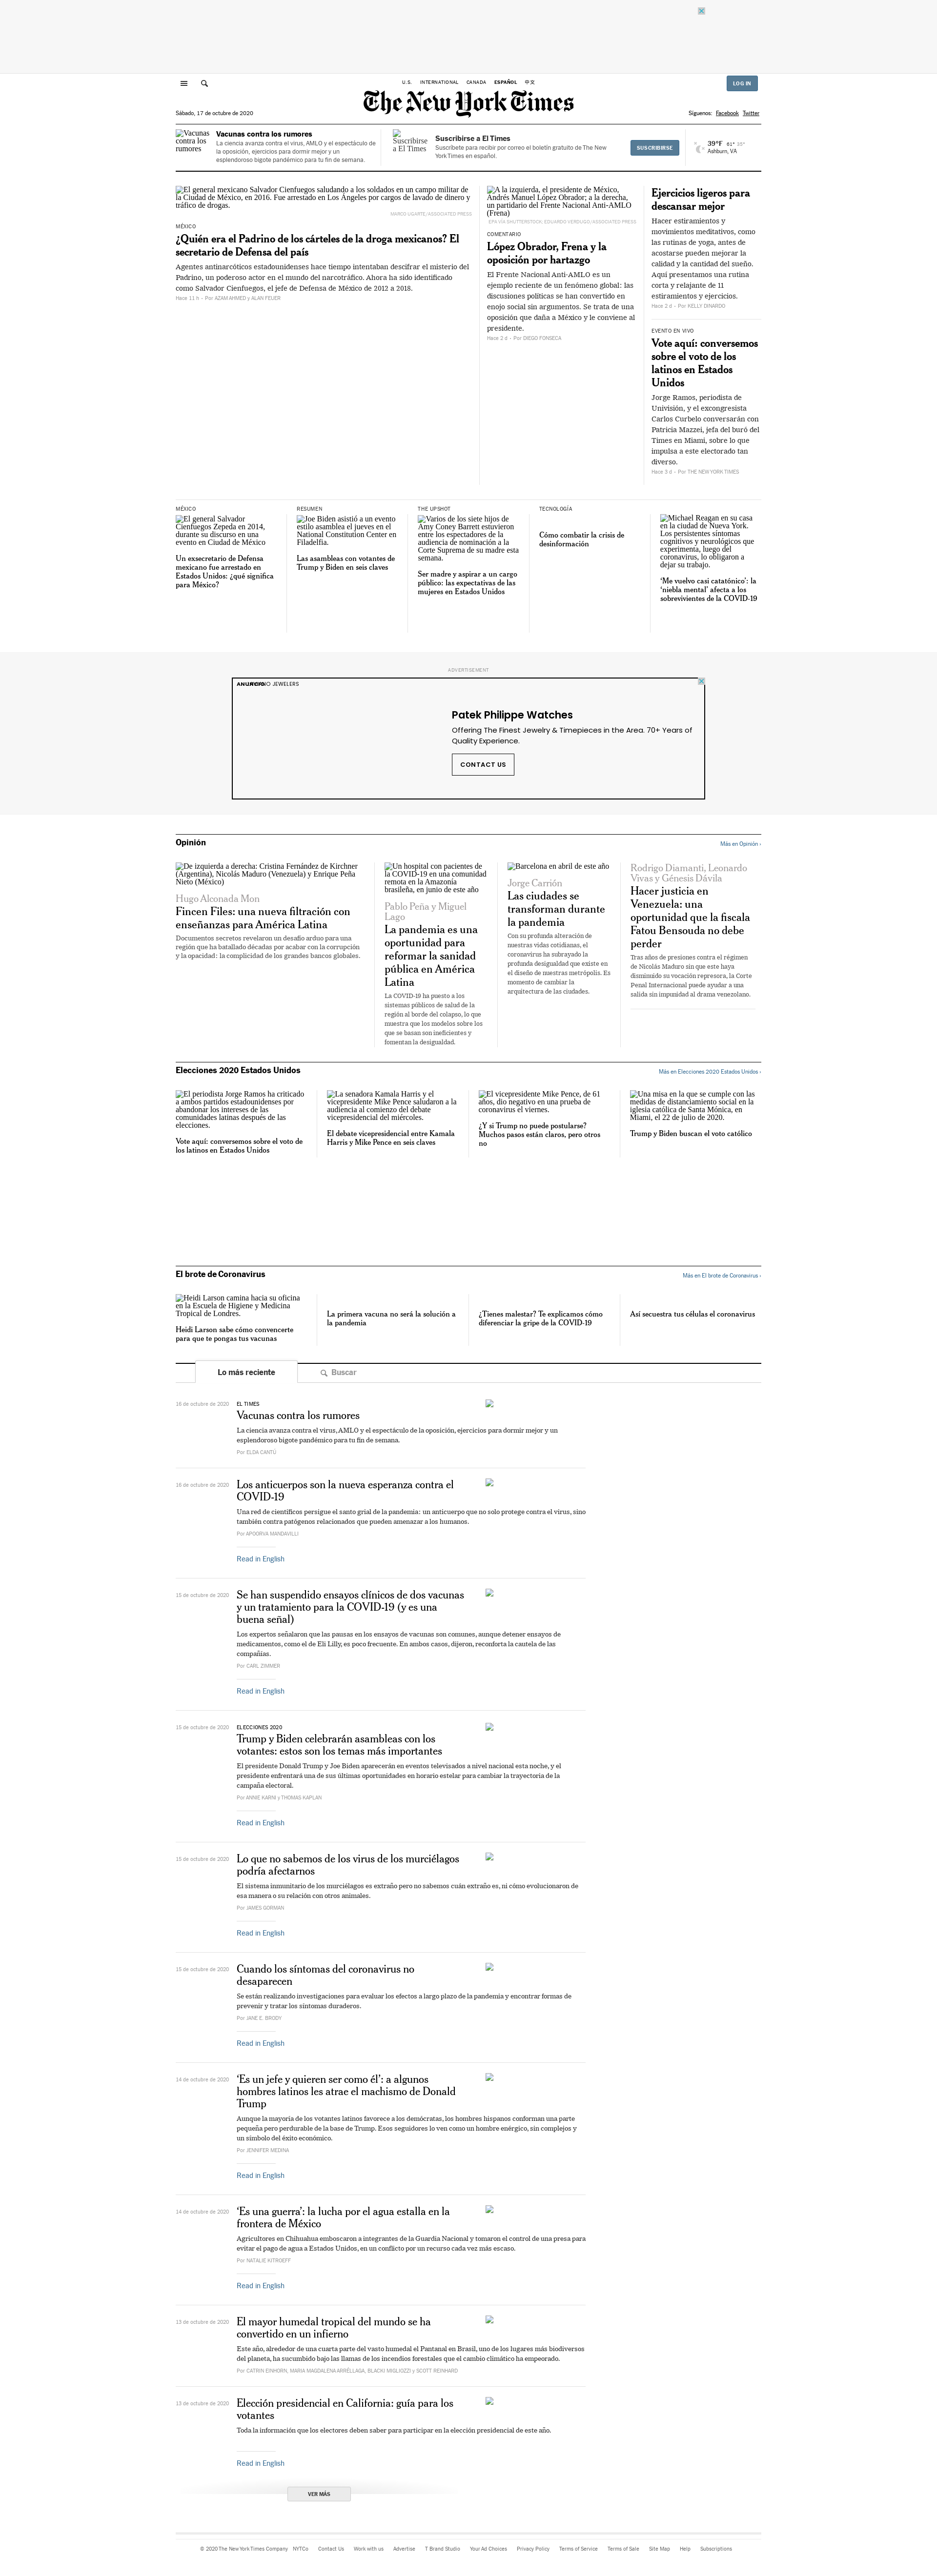 U.S. INTERNATIONAL CANADA ESPAÑOL 中文
LOG IN
The New York Times
Sábado, 17 de octubre de 2020
Síguenos: Facebook Twitter
Vacunas contra los rumores
Vacunas contra los rumores
La ciencia avanza contra el virus, AMLO y el espectáculo de
la oposición, ejercicios para dormir mejor y un
esplendoroso bigote pandémico para tu fin de semana.
Suscribirse a El Times
Suscribirse a El Times
Suscríbete para recibir por correo el boletín gratuito de The New
York Times en español.
SUSCRIBIRSE
39°F 61° 35°
Ashburn, VA
El general mexicano Salvador Cienfuegos saludando a los soldados en un campo militar de
la Ciudad de México, en 2016. Fue arrestado en Los Ángeles por cargos de lavado de dinero y
tráfico de drogas.
MARCO UGARTE/ASSOCIATED PRESS
MÉXICO
¿Quién era el Padrino de los cárteles de la droga mexicanos? El
secretario de Defensa del país
Agentes antinarcóticos estadounidenses hace tiempo intentaban descifrar el misterio del
Padrino, un poderoso actor en el mundo del narcotráfico. Ahora ha sido identificado
como Salvador Cienfuegos, el jefe de Defensa de México de 2012 a 2018.
Hace 11 h – Por AZAM AHMED y ALAN FEUER
A la izquierda, el presidente de México,
Andrés Manuel López Obrador; a la derecha,
un partidario del Frente Nacional Anti-AMLO
(Frena)
EPA VÍA SHUTTERSTOCK; EDUARDO VERDUGO/ASSOCIATED PRESS
COMENTARIO
López Obrador, Frena y la
oposición por hartazgo
El Frente Nacional Anti-AMLO es un
ejemplo reciente de un fenómeno global: las
discusiones políticas se han convertido en
enojo social sin argumentos. Se trata de una
oposición que daña a México y le conviene al
presidente.
Hace 2 d – Por DIEGO FONSECA
Ejercicios ligeros para
descansar mejor
Hacer estiramientos y
movimientos meditativos, como
las rutinas de yoga, antes de
acostarse pueden mejorar la
calidad y la cantidad del sueño.
Aquí presentamos una rutina
corta y relajante de 11
estiramientos y ejercicios.
Hace 2 d – Por KELLY DINARDO
EVENTO EN VIVO
Vote aquí: conversemos
sobre el voto de los
latinos en Estados
Unidos
Jorge Ramos, periodista de
Univisión, y el excongresista
Carlos Curbelo conversarán con
Patricia Mazzei, jefa del buró del
Times en Miami, sobre lo que
impulsa a este electorado tan
diverso.
Hace 3 d – Por THE NEW YORK TIMES
MÉXICO
El general Salvador
Cienfuegos Zepeda en 2014,
durante su discurso en una
evento en Ciudad de México
Un exsecretario de Defensa
mexicano fue arrestado en
Estados Unidos: ¿qué significa
para México?
RESUMEN
Joe Biden asistió a un evento
estilo asamblea el jueves en el
National Constitution Center en
Filadelfia.
Las asambleas con votantes de
Trump y Biden en seis claves
THE UPSHOT
Varios de los siete hijos de
Amy Coney Barrett estuvieron
entre los espectadores de la
audiencia de nominación a la
Corte Suprema de su madre esta
semana.
Ser madre y aspirar a un cargo
público: las expectativas de las
mujeres en Estados Unidos
TECNOLOGÍA
Cómo combatir la crisis de
desinformación
Michael Reagan en su casa
en la ciudad de Nueva York.
Los persistentes síntomas
cognitivos y neurológicos que
experimenta, luego del
coronavirus, lo obligaron a
dejar su trabajo.
‘Me vuelvo casi catatónico’: la
‘niebla mental’ afecta a los
sobrevivientes de la COVID-19
ADVERTISEMENT
JEWELERS
Patek Philippe Watches
Offering The Finest Jewelry & Timepieces in the Area. 70+ Years of
Quality Experience.
CONTACT US
Opinión
Más en Opinión ›
De izquierda a derecha: Cristina Fernández de Kirchner
(Argentina), Nicolás Maduro (Venezuela) y Enrique Peña
Nieto (México)
Hugo Alconada Mon
Fincen Files: una nueva filtración con
enseñanzas para América Latina
Documentos secretos revelaron un desafío arduo para una
región que ha batallado décadas por acabar con la corrupción
y la opacidad: la complicidad de los grandes bancos globales.
Un hospital con pacientes de
la COVID-19 en una comunidad
remota en la Amazonía
brasileña, en junio de este año
Pablo Peña y Miguel
Lago
La pandemia es una
oportunidad para
reformar la sanidad
pública en América
Latina
La COVID-19 ha puesto a los
sistemas públicos de salud de la
región al borde del colapso, lo que
muestra que los modelos sobre los
que se basan son ineficientes y
fomentan la desigualdad.
Barcelona en abril de este año
Jorge Carrión
Las ciudades se
transforman durante
la pandemia
Con su profunda alteración de
nuestras vidas cotidianas, el
coronavirus ha subrayado la
profunda desigualdad que existe en
el diseño de nuestras metrópolis. Es
momento de cambiar la
arquitectura de las ciudades.
Rodrigo Diamanti, Leonardo
Vivas y Génesis Dávila
Hacer justicia en
Venezuela: una
oportunidad que la fiscala
Fatou Bensouda no debe
perder
Tras años de presiones contra el régimen
de Nicolás Maduro sin que este haya
disminuido su vocación represora, la Corte
Penal Internacional puede ayudar a una
salida sin impunidad al drama venezolano.
Elecciones 2020 Estados Unidos
Más en Elecciones 2020 Estados Unidos ›
El periodista Jorge Ramos ha criticado
a ambos partidos estadounidenses por
abandonar los intereses de las
comunidades latinas después de las
elecciones.
Vote aquí: conversemos sobre el voto de
los latinos en Estados Unidos
La senadora Kamala Harris y el
vicepresidente Mike Pence saludaron a la
audiencia al comienzo del debate
vicepresidencial del miércoles.
El debate vicepresidencial entre Kamala
Harris y Mike Pence en seis claves
El vicepresidente Mike Pence, de 61
años, dio negativo en una prueba de
coronavirus el viernes.
¿Y si Trump no puede postularse?
Muchos pasos están claros, pero otros
no
Una misa en la que se cumple con las
medidas de distanciamiento social en la
iglesia católica de Santa Mónica, en
Miami, el 22 de julio de 2020.
Trump y Biden buscan el voto católico
El brote de Coronavirus
Más en El brote de Coronavirus ›
Heidi Larson camina hacia su oficina
en la Escuela de Higiene y Medicina
Tropical de Londres.
Heidi Larson sabe cómo convencerte
para que te pongas tus vacunas
La primera vacuna no será la solución a
la pandemia
¿Tienes malestar? Te explicamos cómo
diferenciar la gripe de la COVID-19
Así secuestra tus células el coronavirus
Lo más reciente
Buscar
16 de octubre de 2020
EL TIMES
Vacunas contra los rumores
La ciencia avanza contra el virus, AMLO y el espectáculo de la oposición, ejercicios para dormir mejor y un
esplendoroso bigote pandémico para tu fin de semana.
Por ELDA CANTÚ
16 de octubre de 2020
Los anticuerpos son la nueva esperanza contra el
COVID-19
Una red de científicos persigue el santo grial de la pandemia: un anticuerpo que no solo protege contra el virus, sino
también contra patógenos relacionados que pueden amenazar a los humanos.
Por APOORVA MANDAVILLI
Read in English
15 de octubre de 2020
Se han suspendido ensayos clínicos de dos vacunas
y un tratamiento para la COVID-19 (y es una
buena señal)
Los expertos señalaron que las pausas en los ensayos de vacunas son comunes, aunque detener ensayos de
medicamentos, como el de Eli Lilly, es poco frecuente. En ambos casos, dijeron, reconforta la cautela de las
compañías.
Por CARL ZIMMER
Read in English
15 de octubre de 2020
ELECCIONES 2020
Trump y Biden celebrarán asambleas con los
votantes: estos son los temas más importantes
El presidente Donald Trump y Joe Biden aparecerán en eventos televisados a nivel nacional esta noche, y el
presidente enfrentará una de sus últimas oportunidades en horario estelar para cambiar la trayectoria de la
campaña electoral.
Por ANNIE KARNI y THOMAS KAPLAN
Read in English
15 de octubre de 2020
Lo que no sabemos de los virus de los murciélagos
podría afectarnos
El sistema inmunitario de los murciélagos es extraño pero no sabemos cuán extraño es, ni cómo evolucionaron de
esa manera o su relación con otros animales.
Por JAMES GORMAN
Read in English
15 de octubre de 2020
Cuando los síntomas del coronavirus no
desaparecen
Se están realizando investigaciones para evaluar los efectos a largo plazo de la pandemia y encontrar formas de
prevenir y tratar los síntomas duraderos.
Por JANE E. BRODY
Read in English
14 de octubre de 2020
‘Es un jefe y quieren ser como él’: a algunos
hombres latinos les atrae el machismo de Donald
Trump
Aunque la mayoría de los votantes latinos favorece a los demócratas, los hombres hispanos conforman una parte
pequeña pero perdurable de la base de Trump. Esos seguidores lo ven como un hombre enérgico, sin complejos y
un símbolo del éxito económico.
Por JENNIFER MEDINA
Read in English
14 de octubre de 2020
‘Es una guerra’: la lucha por el agua estalla en la
frontera de México
Agricultores en Chihuahua emboscaron a integrantes de la Guardia Nacional y tomaron el control de una presa para
evitar el pago de agua a Estados Unidos, en un conflicto por un recurso cada vez más escaso.
Por NATALIE KITROEFF
Read in English
13 de octubre de 2020
El mayor humedal tropical del mundo se ha
convertido en un infierno
Este año, alrededor de una cuarta parte del vasto humedal el Pantanal en Brasil, uno de los lugares más biodiversos
del planeta, ha sucumbido bajo las llamas de los incendios forestales que el cambio climático ha empeorado.
Por CATRIN EINHORN, MARIA MAGDALENA ARRÉLLAGA, BLACKI MIGLIOZZI y SCOTT REINHARD
13 de octubre de 2020
Elección presidencial en California: guía para los
votantes
Toda la información que los electores deben saber para participar en la elección presidencial de este año.
Read in English
VER MÁS
© 2020 The New York Times Company NYTCo Contact Us Work with us Advertise T Brand Studio Your Ad Choices Privacy Policy Terms of Service Terms of Sale Site Map Help Subscriptions